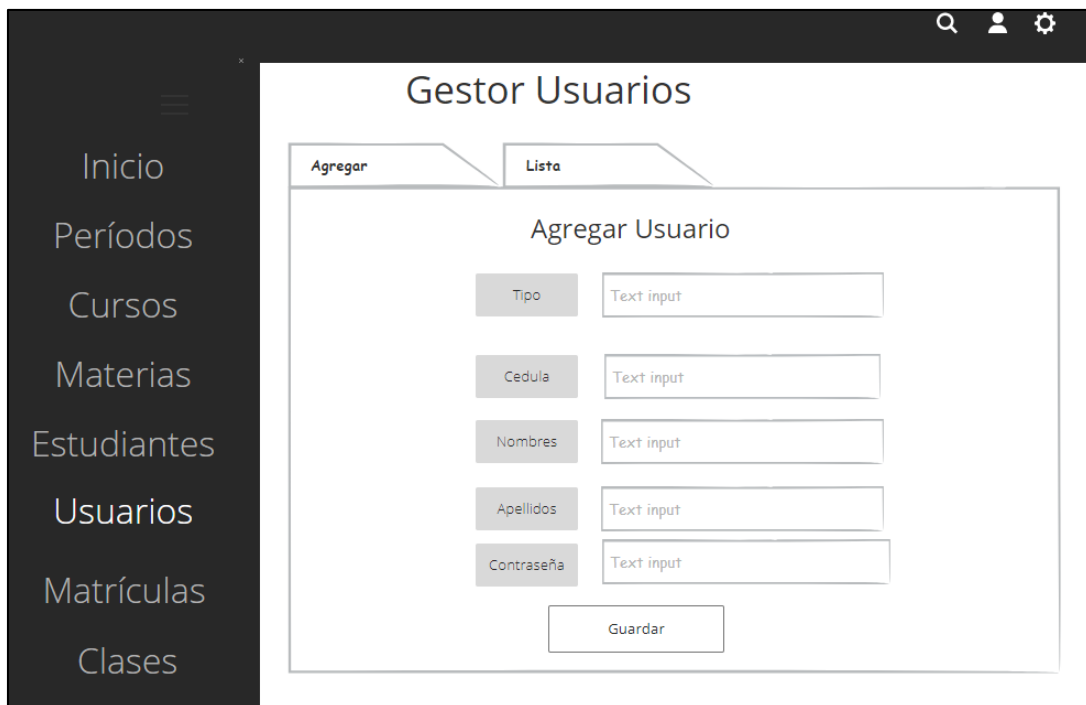 Gestor Usuarios
Inicio
Períodos
Cursos
Materias
Estudiantes
Usuarios
Matrículas
Clases
Agregar
Lista
Agregar Usuario
Tipo
Text input
Cedula
Text input
Nombres
Text input
Apellidos
Text input
Contraseña
Text input
Guardar